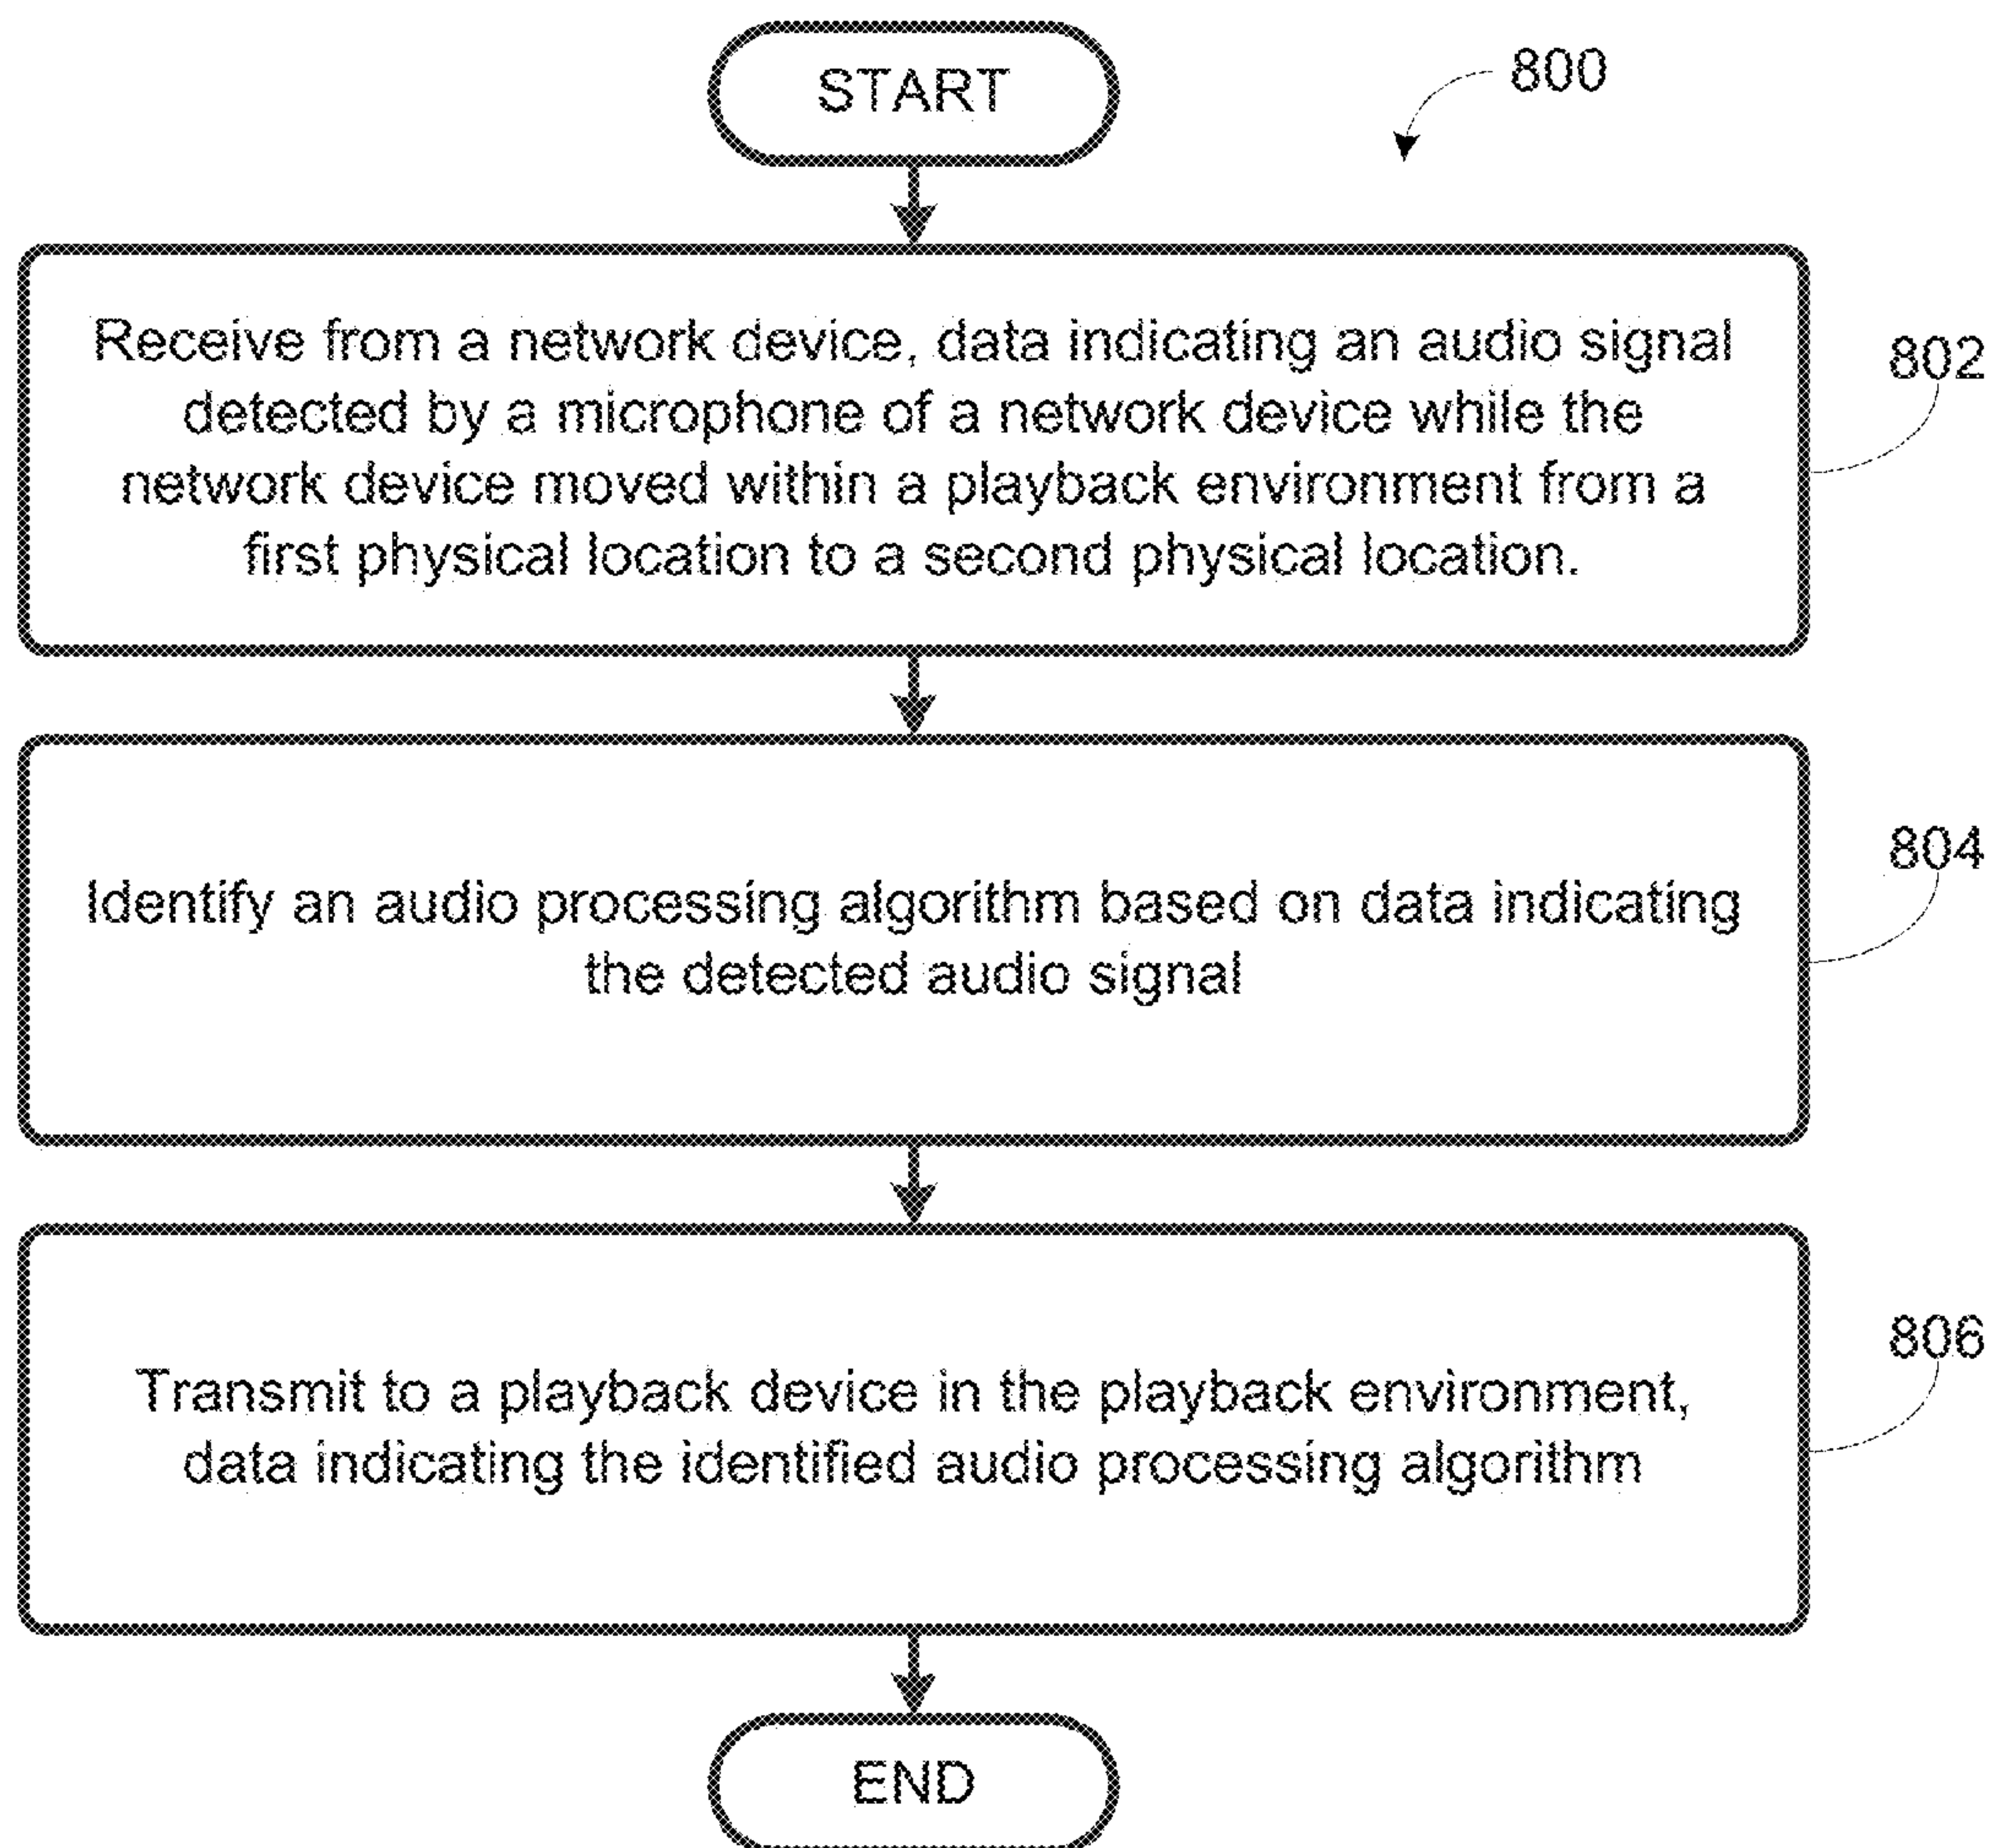 START
800
Receive from a network device, data indicating an audio signal
detected by a microphone of a network device while the
network device moved within a playback environment from a
first physical location to a second physical location.
802
Identify an audio processing algorithm based on data indicating
the detected audio signal
804
Transmit to a playback device in the playback environment,
data indicating the identified audio processing algorithm
806
END